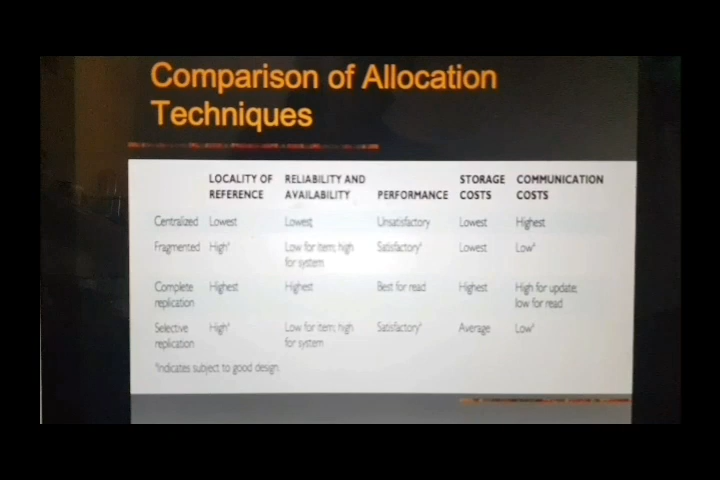 Comparison of Allocation
Techniques
LOCALITY OF RELIABILITY AND STORAGE COMMUNICATION
REFERENCE AVAILABILITY PERFORMANCE COSTS COSTS
Centralized Lowest Lowest Unsatisfactory Lowest Highest
Fragmented High* Low for item; high Satisfactory* Lowest Low*
for system
Complete Highest Highest Best for read Highest High for update;
replication low for read
Selective High* Low for item; high Satisfactory* Average Low*
replication for system
*Indicates subject to good design.